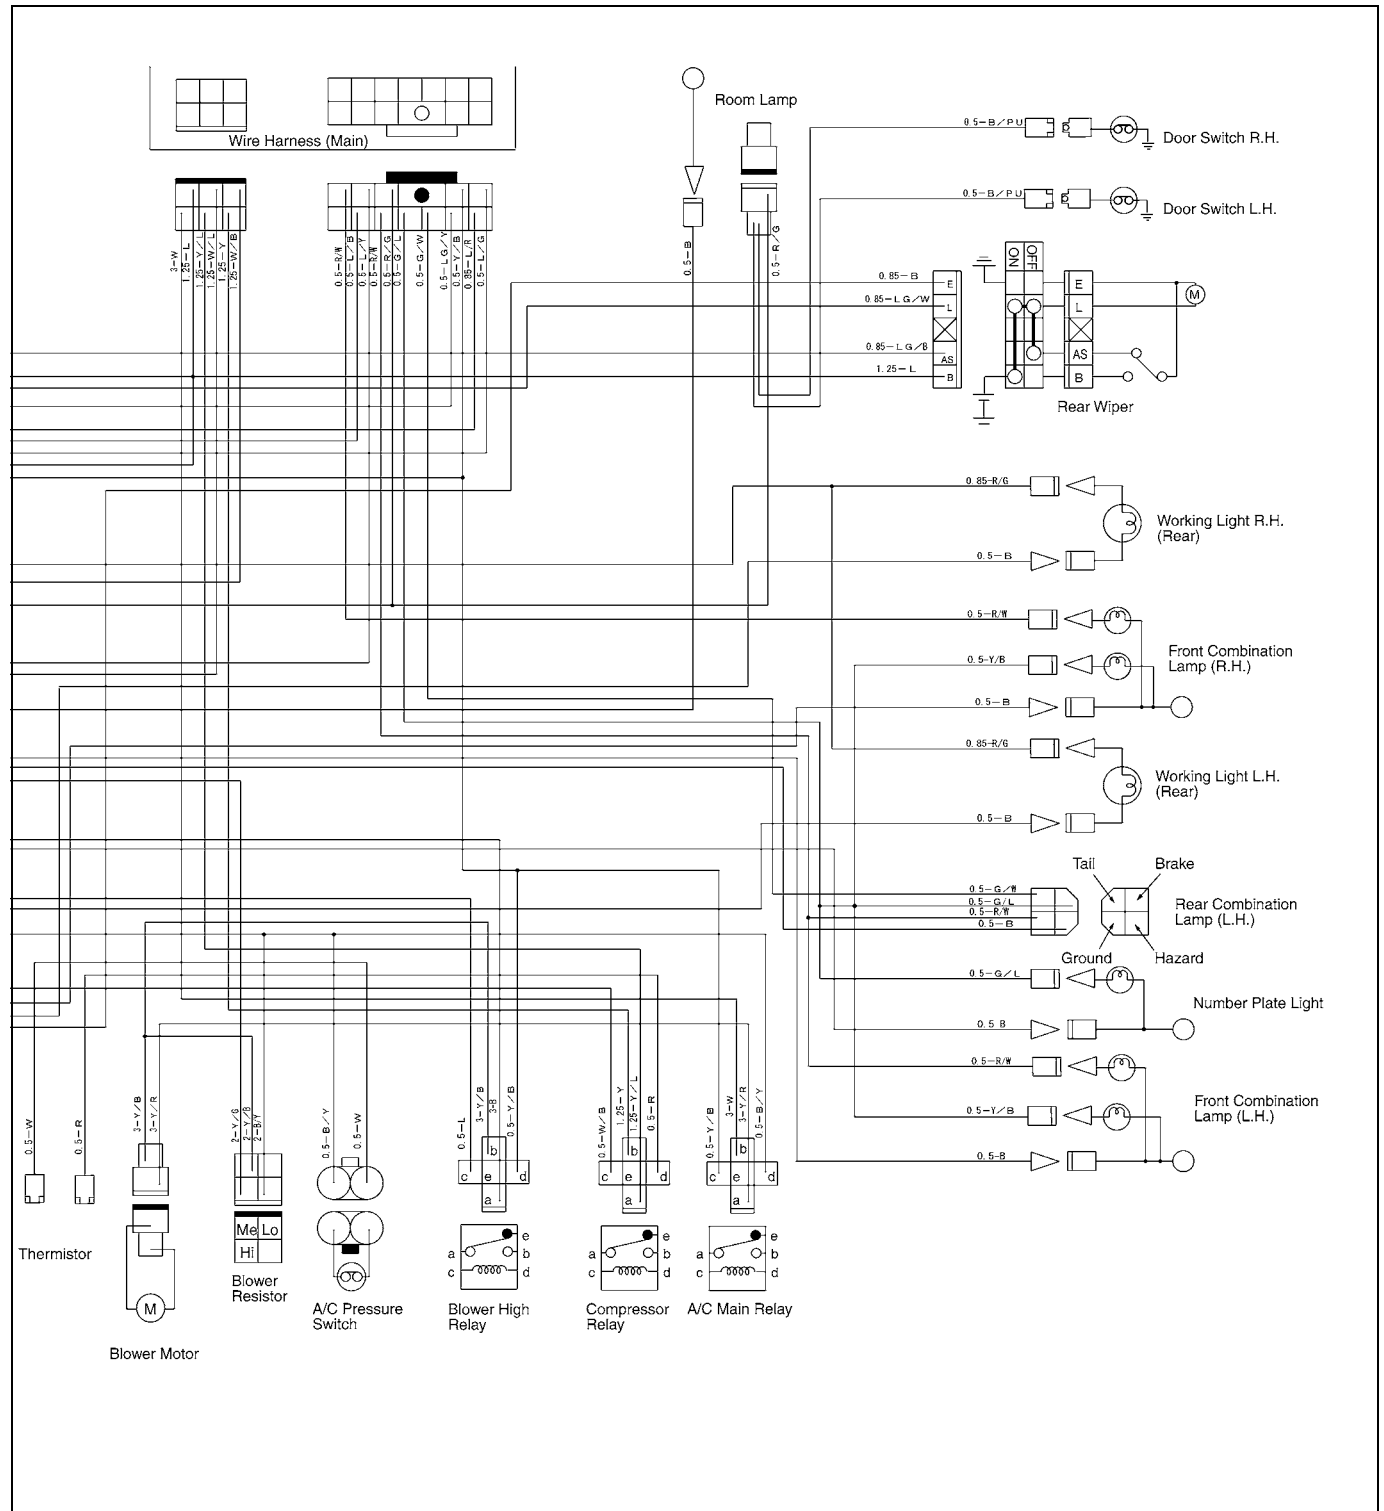 Room Lamp
Wire Harness (Main)
0.5-B/PU
Door Switch R.H.
0.5-B/PU
Door Switch L.H.
3-W
1.25-L
1.25-Y/L
1.25-W/L
1.25-Y
1.25-W/B
0.5-R/W
0.5-L/B
0.5-L/Y
0.5-R/W
0.5-R/G
0.5-G/L
0.5-G/W
0.5-LG/Y
0.5-Y/B
0.85-L/R
0.5-L/G
0.5-B
0.5-R/G
ON
OFF
0.85-B
E
E
M
0.85-LG/W
L
L
0.85-LG/B
AS
AS
1.25-L
B
B
Rear Wiper
0.85-R/G
Working Light R.H.
(Rear)
0.5-B
0.5-R/W
Front Combination
Lamp (R.H.)
0.5-Y/B
0.5-B
0.85-R/G
Working Light L.H.
(Rear)
0.5-B
Tail
Brake
0.5-G/W
0.5-G/L
0.5-R/W
0.5-B
Rear Combination
Lamp (L.H.)
Ground
Hazard
0.5-G/L
Number Plate Light
0.5 B
0.5-R/W
Front Combination
Lamp (L.H.)
0.5-Y/B
0.5-B
0.5-W
0.5-R
3-Y/B
3-Y/R
2-Y/G
2-Y/B
2-B/Y
0.5-B/Y
0.5-W
0.5-L
3-Y/B
3-B
0.5-Y/B
0.5-W/B
1.25-Y
1.25-Y/L
0.5-R
0.5-Y/B
3-W
3-Y/R
0.5-B/Y
b
c e d
a
b
c e d
a
b
c e d
a
Me Lo
Hi
e
a b
c d
e
a b
c d
e
a b
c d
Thermistor
M
Blower Motor
Blower
Resistor
A/C Pressure
Switch
Blower High
Relay
Compressor
Relay
A/C Main Relay